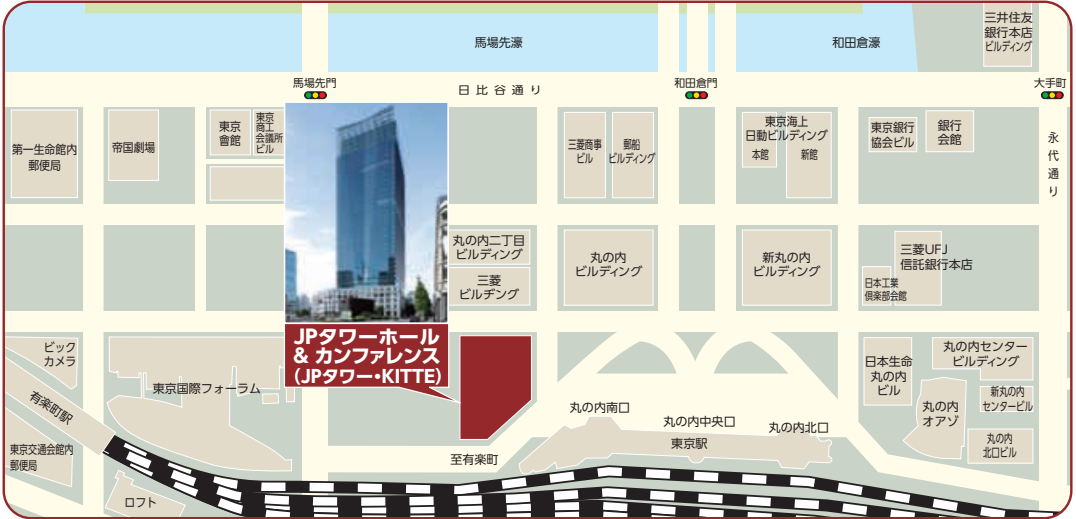 三井住友
銀行本店
ビルディング
馬場先濠
和田倉濠
馬場先門
日比谷通り
和田倉門
大手町
第一生命館内
郵便局
帝国劇場
東京
會館
東京
商工
会議所
ビル
三菱商事
ビル
郵船
ビルディング
東京海上
日動ビルディング
本館
新館
東京銀行
協会ビル
銀行
会館
永代通り
丸の内二丁目
ビルディング
三菱
ビルヂング
丸の内
ビルディング
新丸の内
ビルディング
三菱UFJ
信託銀行本店
日本工業
倶楽部会館
JPタワーホール
& カンファレンス
(JPタワー・KITTE)
ビック
カメラ
有楽町駅
東京国際フォーラム
東京交通会館内
郵便局
ロフト
至有楽町
丸の内南口
丸の内中央口
丸の内北口
東京駅
日本生命
丸の内
ビル
丸の内センター
ビルディング
丸の内
オアゾ
新丸の内
センタービル
丸の内
北口ビル